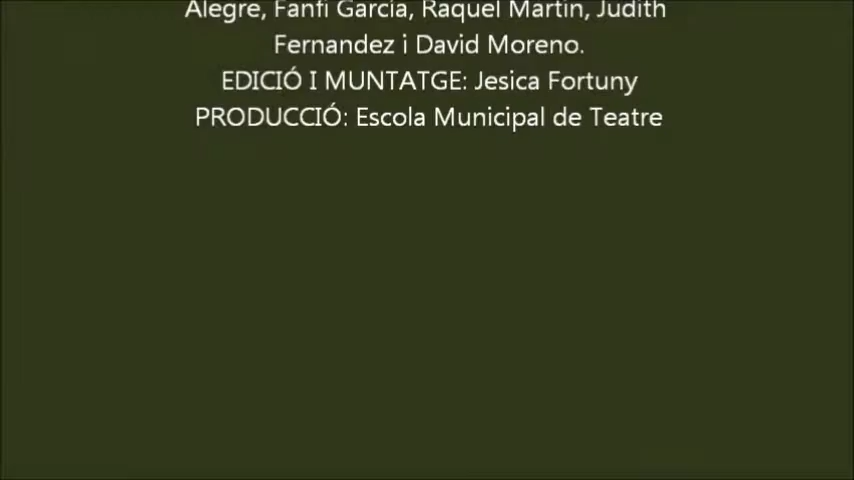 Alegre, Fanfi Garcia, Raquel Martin, Judith
Fernandez i David Moreno.
EDICIÓ I MUNTATGE: Jesica Fortuny
PRODUCCIÓ: Escola Municipal de Teatre